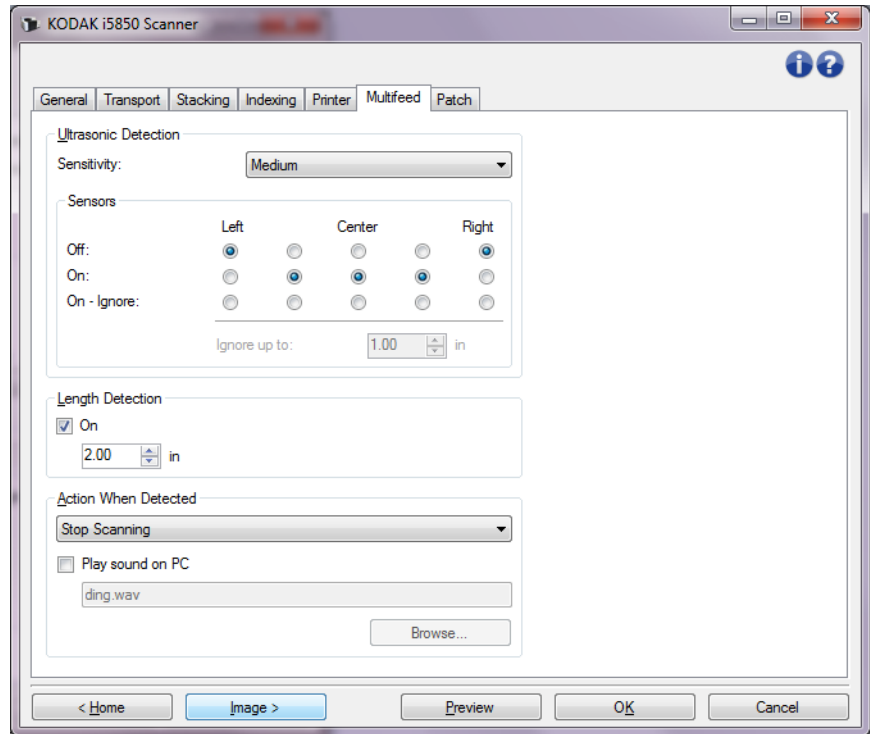 KODAK i5850 Scanner
General Transport Stacking Indexing Printer Multifeed Patch
Ultrasonic Detection
Sensitivity: Medium
Sensors
Left Center Right
Off:
On:
On - Ignore:
Ignore up to: 1.00 in
Length Detection
On
2.00 in
Action When Detected
Stop Scanning
Play sound on PC
ding.wav
Browse...
< Home Image > Preview OK Cancel